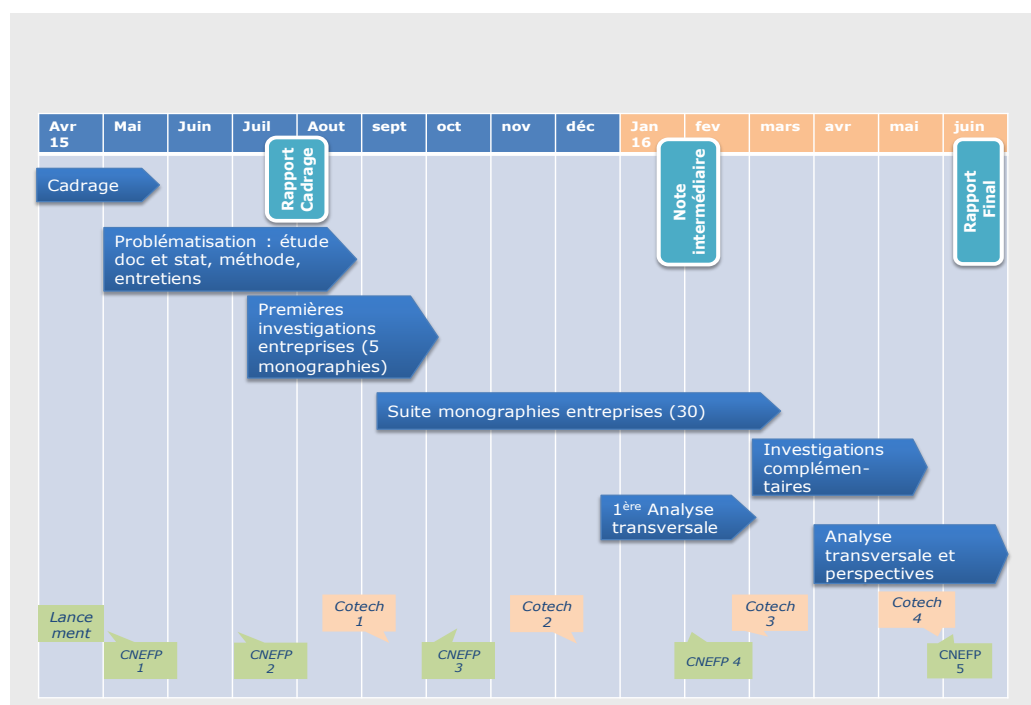 Avr
15
Mai
Juin
Juil
Aout
sept
oct
nov
déc
Jan
16
fev
mars
avr
mai
juin
Rapport
Cadrage
Note
intermédiaire
Rapport
Final
Cadrage
Problématisation : étude
doc et stat, méthode,
entretiens
Premières
investigations
entreprises (5
monographies)
Suite monographies entreprises (30)
Investigations
complémen-
taires
1ère Analyse
transversale
Analyse
transversale et
perspectives
Lance
ment
Cotech
1
Cotech
2
Cotech
3
Cotech
4
CNEFP
1
CNEFP
2
CNEFP
3
CNEFP 4
CNEFP
5